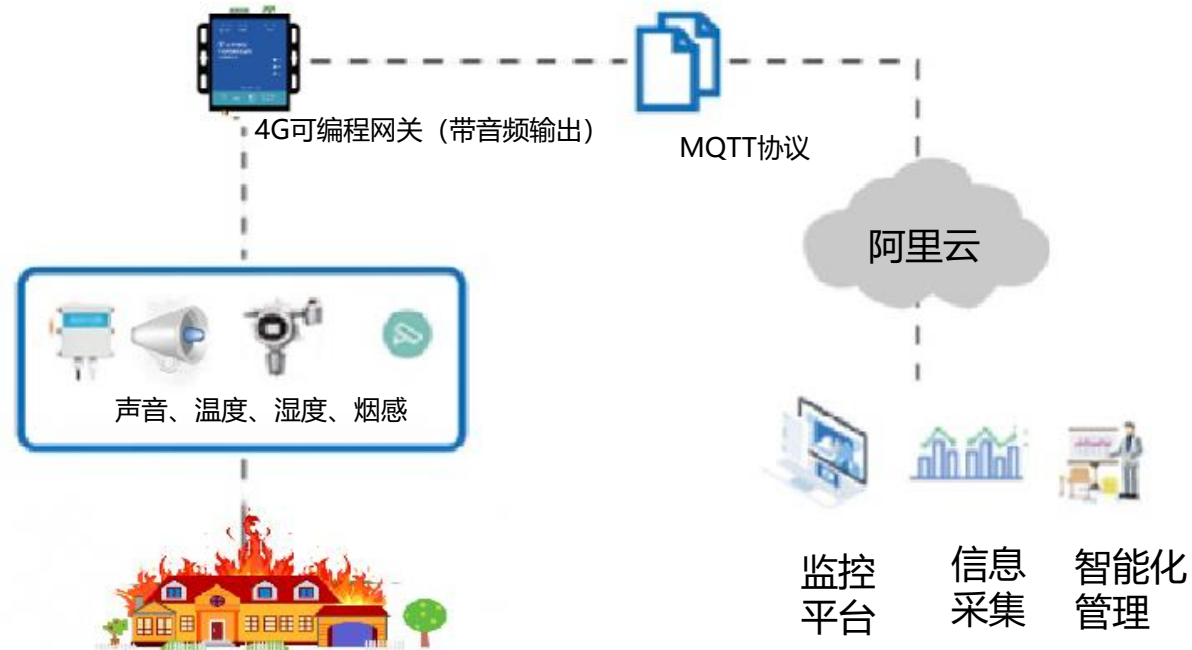 4G可编程网关（带音频输出）
MQTT协议
阿里云
声音、温度、湿度、烟感
监控
平台
信息
采集
智能化
管理